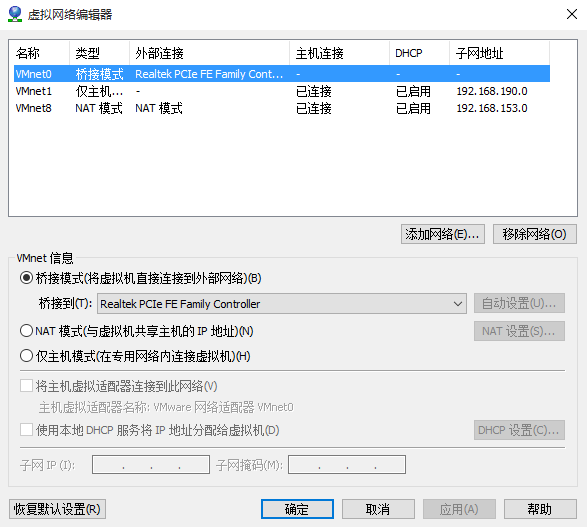 虚拟网络编辑器
名称 类型 外部连接 主机连接 DHCP 子网地址
VMnet0 桥接模式 Realtek PCIe FE Family Cont... - - -
VMnet1 仅主机... - 已连接 已启用 192.168.190.0
VMnet8 NAT 模式 NAT 模式 已连接 已启用 192.168.153.0
添加网络(E)... 移除网络(O)
VMnet 信息
桥接模式(将虚拟机直接连接到外部网络)(B)
桥接到(T): Realtek PCIe FE Family Controller 自动设置(U)...
NAT 模式(与虚拟机共享主机的 IP 地址)(N) NAT 设置(S)...
仅主机模式(在专用网络内连接虚拟机)(H)
将主机虚拟适配器连接到此网络(V)
主机虚拟适配器名称: VMware 网络适配器 VMnet0
使用本地 DHCP 服务将 IP 地址分配给虚拟机(D) DHCP 设置(C)...
子网 IP (I): . . . 子网掩码(M): . . .
恢复默认设置(R) 确定 取消 应用(A) 帮助